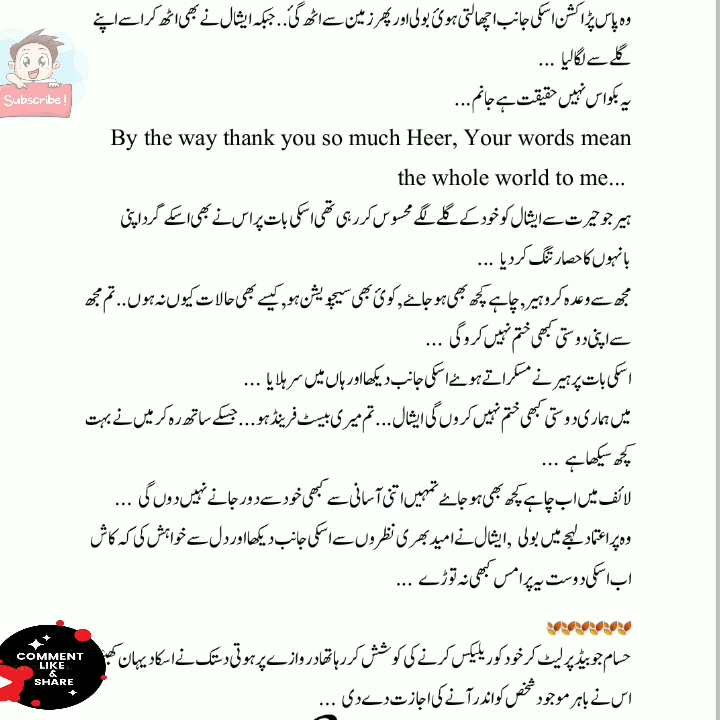 وہ پاس پڑا کشن اسکی جانب اچھالتی ہوئ بولی اور پھر زمین سے اٹھ گئ.. جبکہ ایشال نے بھی اٹھ کر اسے اپنے
گلے سے لگالیا ...
یہ بکواس نہیں حقیقت ہے جانم...
By the way thank you so much Heer, Your words mean
the whole world to me...
ہیر جو حیرت سے ایشال کو خود کے گلے لگے محسوس کر رہی تھی اسکی بات پر اس نے بھی اسکے گرد اپنی
بانہوں کا حصار تنگ کر دیا ...
مجھ سے وعدہ کرو ہیر, چاہے کچھ بھی ہو جائے, کوئ بھی سیچویشن ہو, کیسے بھی حالات کیوں نہ ہوں.. تم مجھ
سے اپنی دوستی کبھی ختم نہیں کرو گی ...
اسکی بات پر ہیر نے مسکراتے ہوئے اسکی جانب دیکھا اور ہاں میں سر ہلایا ...
میں ہماری دوستی کبھی ختم نہیں کروں گی ایشال... تم میری بیسٹ فرینڈ ہو... جسکے ساتھ رہ کر میں نے بہت
کچھ سیکھا ہے ...
لائف میں اب چاہے کچھ بھی ہو جائے تمہیں اتنی آسانی سے کبھی خود سے دور جانے نہیں دوں گی ...
وہ پر اعتماد لہجے میں بولی , ایشال نے امید بھری نظروں سے اسکی جانب دیکھا اور دل سے خواہش کی کہ کاش
اب اسکی دوست یہ پرامس کبھی نہ توڑے ...
حسام جو بیڈ پر لیٹ کر خود کو ریلیکس کرنے کی کوشش کر رہا تھا دروازے پر ہوتی دستک نے اسکا دیہان
اس نے باہر موجود شخص کو اندر آنے کی اجازت دے دی ...
Subscribe!
COMMENT
LIKE
&
SHARE